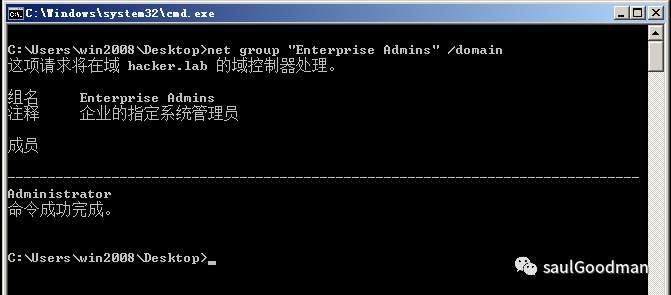 C:\Windows\system32\cmd.exe
C:\Users\win2008\Desktop>net group "Enterprise Admins" /domain
这项请求将在域 hacker.lab 的域控制器处理。
组名 Enterprise Admins
注释 企业的指定系统管理员
成员
-------------------------------------------------------------------------------
Administrator
命令成功完成。
C:\Users\win2008\Desktop>_
saulGoodman